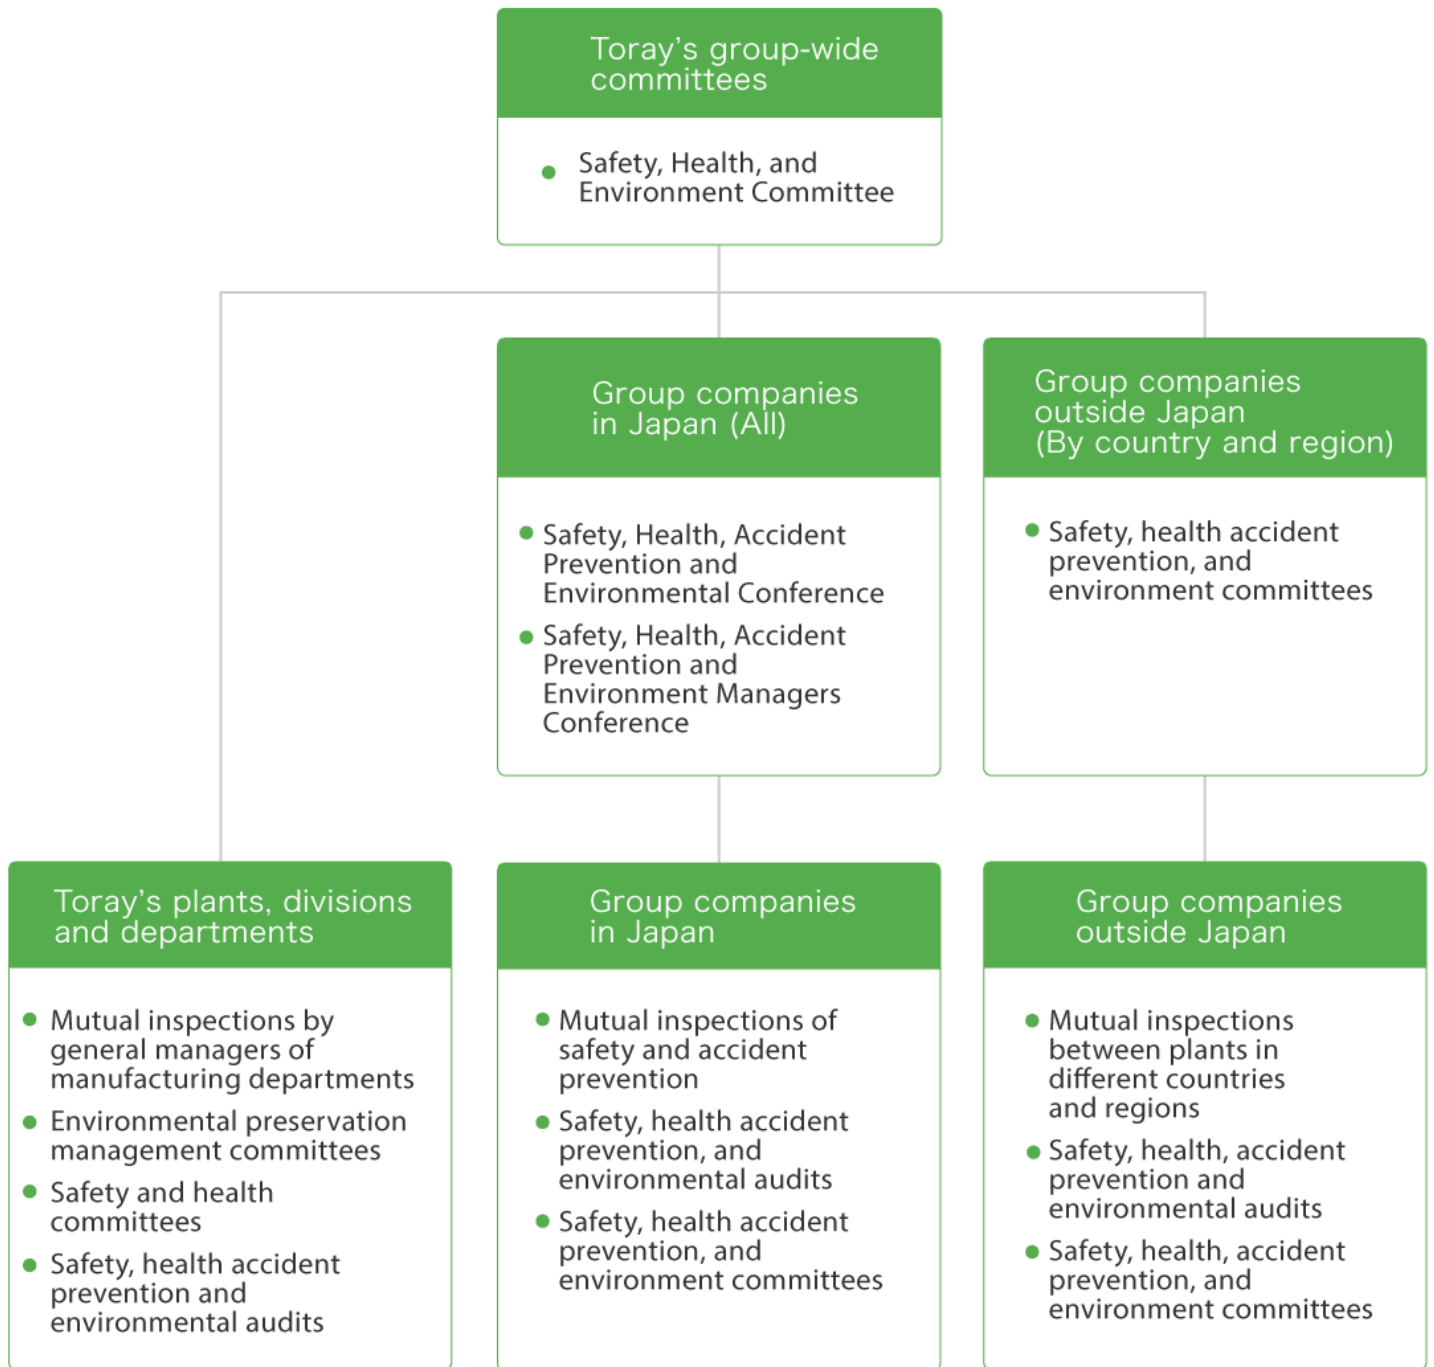 Toray’s group-wide
committees
Safety, Health, and
Environment Committee
Group companies
in Japan (All)
Safety, Health, Accident
Prevention and
Environmental Conference
Safety, Health, Accident
Prevention and
Environment Managers
Conference
Group companies
outside Japan
(By country and region)
Safety, health accident
prevention, and
environment committees
Toray’s plants, divisions
and departments
Mutual inspections by
general managers of
manufacturing departments
Environmental preservation
management committees
Safety and health
committees
Safety, health accident
prevention and
environmental audits
Group companies
in Japan
Mutual inspections of
safety and accident
prevention
Safety, health accident
prevention, and
environmental audits
Safety, health accident
prevention, and
environment committees
Group companies
outside Japan
Mutual inspections
between plants in
different countries
and regions
Safety, health, accident
prevention and
environmental audits
Safety, health, accident
prevention, and
environment committees